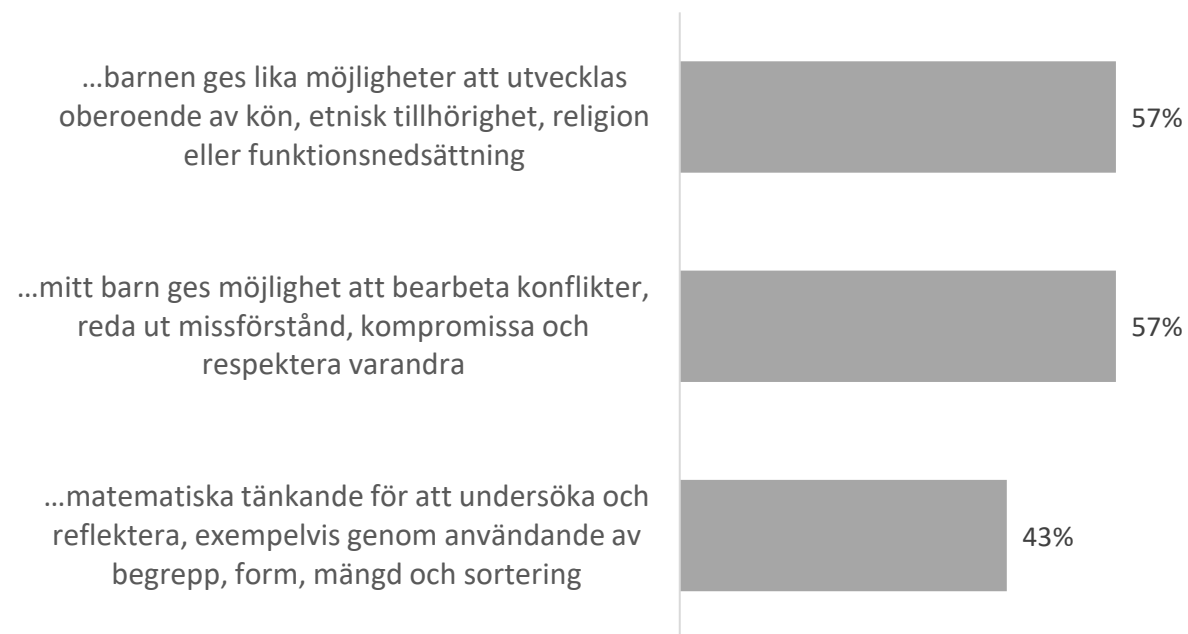 …barnen ges lika möjligheter att utvecklas
oberoende av kön, etnisk tillhörighet, religion
eller funktionsnedsättning
57%
…mitt barn ges möjlighet att bearbeta konflikter,
reda ut missförstånd, kompromissa och
respektera varandra
57%
…matematiska tänkande för att undersöka och
reflektera, exempelvis genom användande av
begrepp, form, mängd och sortering
43%